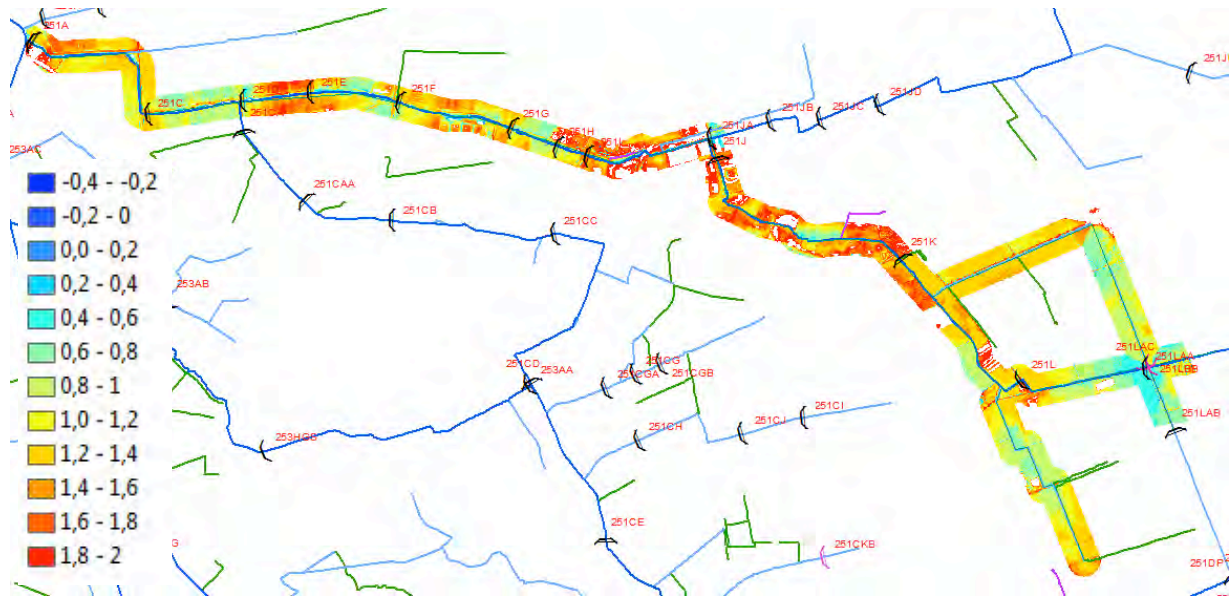 251A
251C
251E
251F
251G
251H
251JA
251J
251JB
251JC
251JD
253AC
251CAA
251CB
251CC
251K
253AB
251CD
253AA
251CG
251CGA
251CGB
251CH
251CJ
251CI
253HGB
251CE
251CKB
251L
251LAC
251LAA
251LBB
251LAB
251DP
-0,4 - -0,2
-0,2 - 0
0,0 - 0,2
0,2 - 0,4
0,4 - 0,6
0,6 - 0,8
0,8 - 1
1,0 - 1,2
1,2 - 1,4
1,4 - 1,6
1,6 - 1,8
1,8 - 2